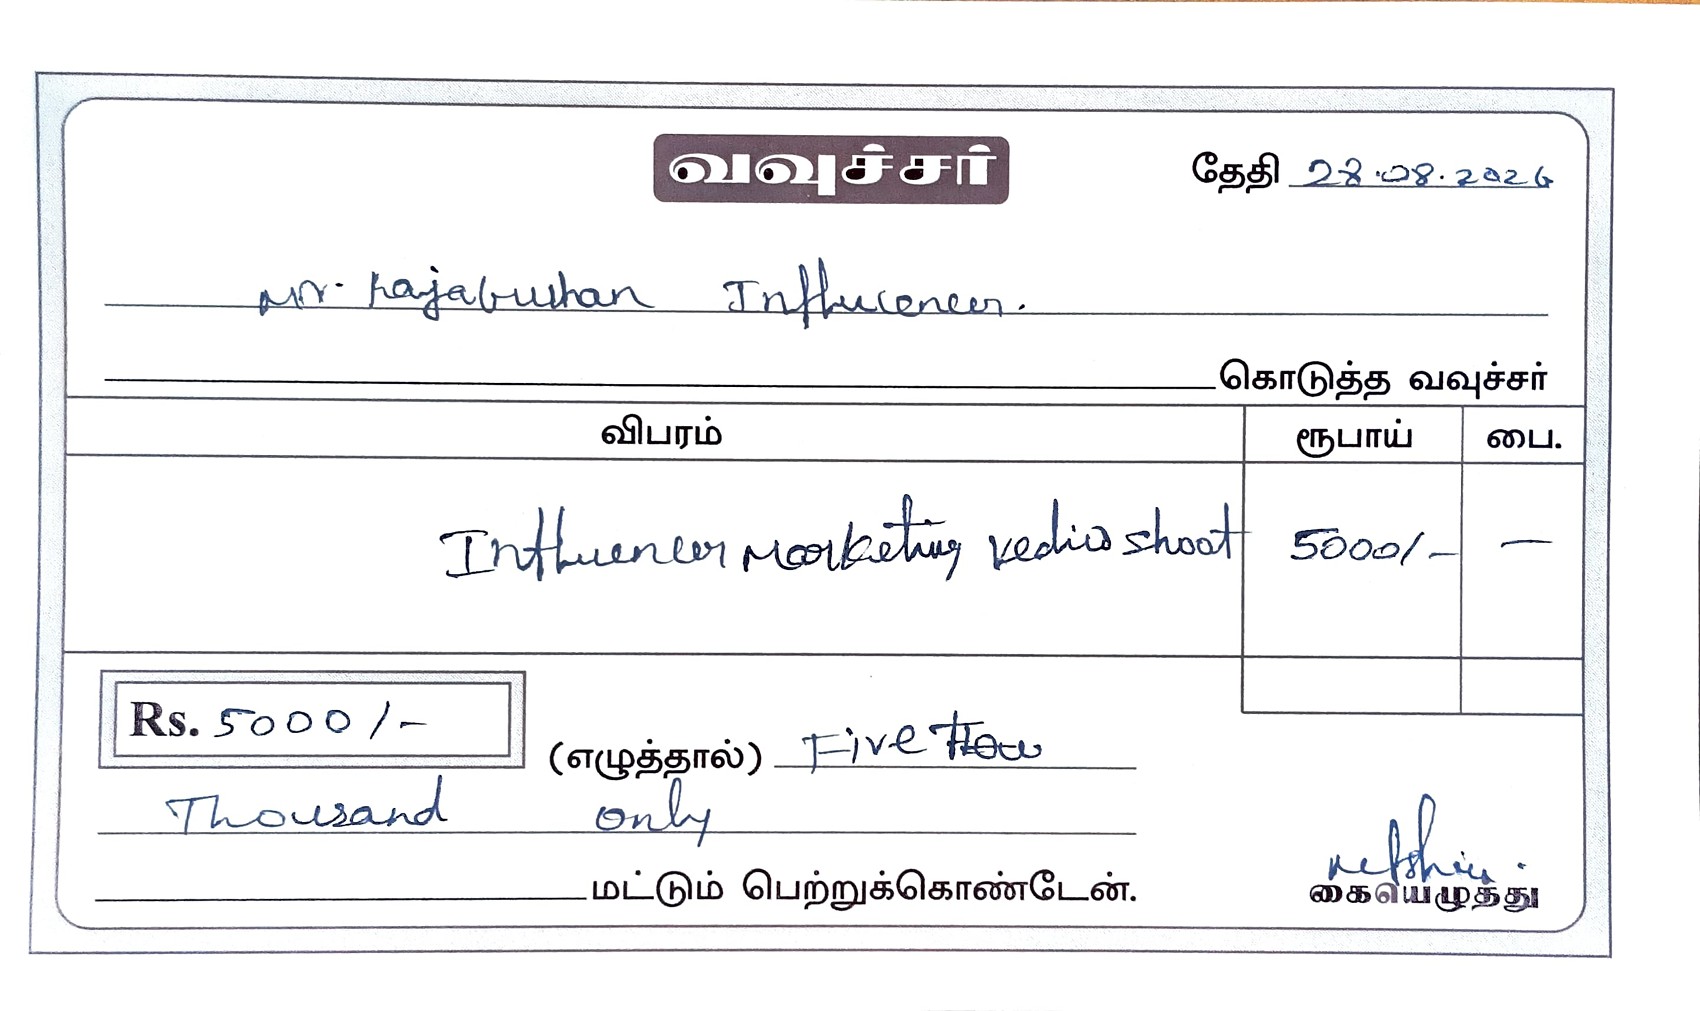 வவுச்சர்
தேதி 28.08.2026
Mr. Rajabushan Influcencer.
கொடுத்த வவுச்சர்
விபரம் ரூபாய் பை.
Influencer Marketing Vedio shoot 5000/- —
Rs. 5000/-
(எழுத்தால்) Five
Thousand only
மட்டும் பெற்றுக்கொண்டேன்.
கையெழுத்து